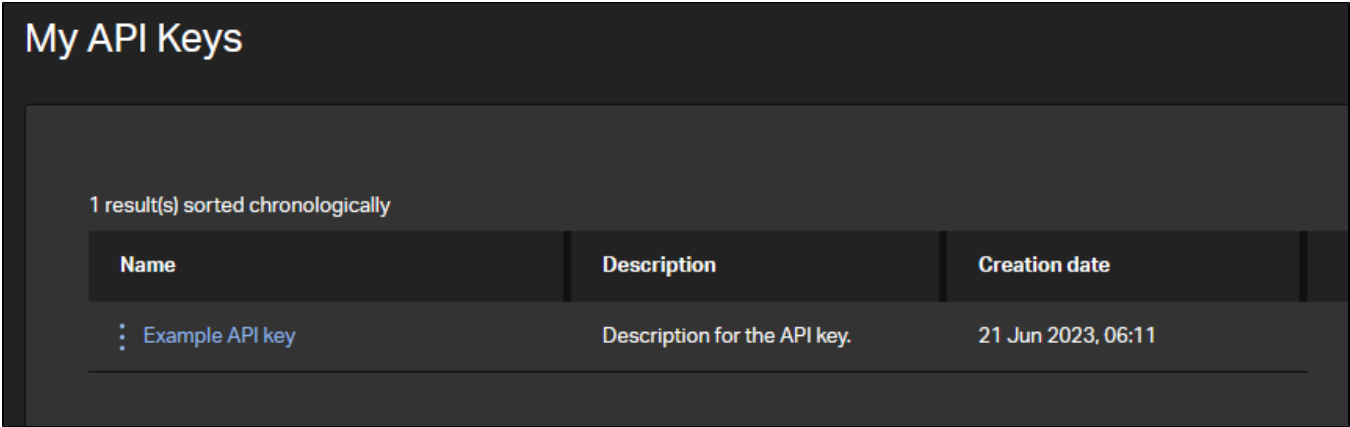 My API Keys
1 result(s) sorted chronologically
Name Description Creation date
Example API key Description for the API key. 21 Jun 2023, 06:11